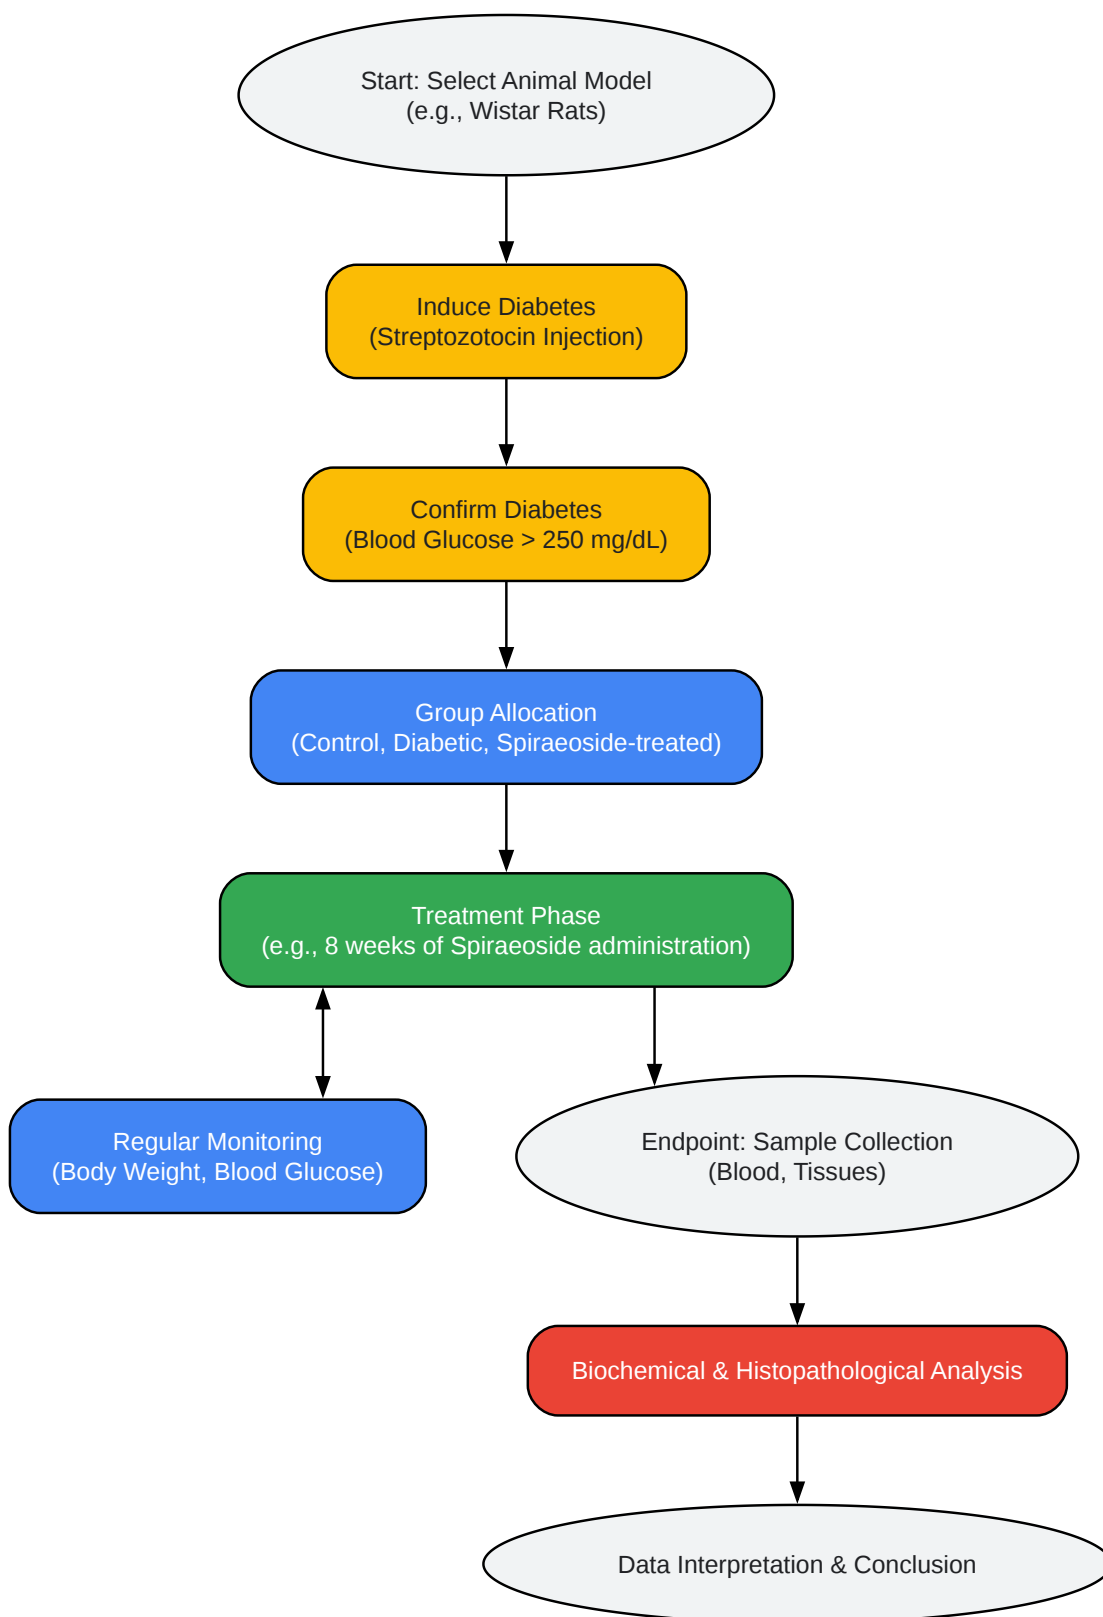 Start: Select Animal Model
(e.g., Wistar Rats)
Induce Diabetes
(Streptozotocin Injection)
Confirm Diabetes
(Blood Glucose > 250 mg/dL)
Group Allocation
(Control, Diabetic, Spiraeoside-treated)
Treatment Phase
(e.g., 8 weeks of Spiraeoside administration)
Regular Monitoring
(Body Weight, Blood Glucose)
Endpoint: Sample Collection
(Blood, Tissues)
Biochemical & Histopathological Analysis
Data Interpretation & Conclusion